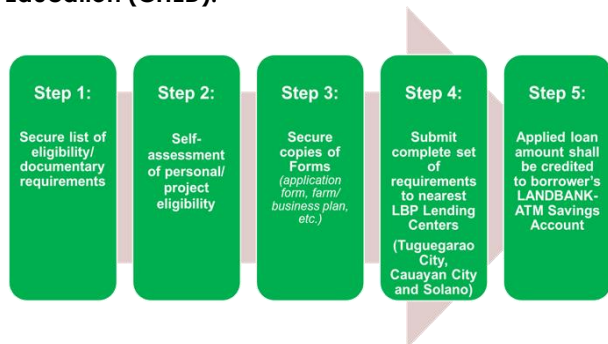 Education (CHED).
Step 1:
Secure list of
eligibility/
documentary
requirements
Step 2:
Self-
assessment
of personal/
project
eligibility
Step 3:
Secure
copies of
Forms
(application
form, farm/
business plan,
etc.)
Step 4:
Submit
complete set
of
requirements
to nearest
LBP Lending
Centers
(Tuguegarao
City,
Cauayan City
and Solano)
Step 5:
Applied loan
amount shall
be credited
to borrower's
LANDBANK-
ATM Savings
Account